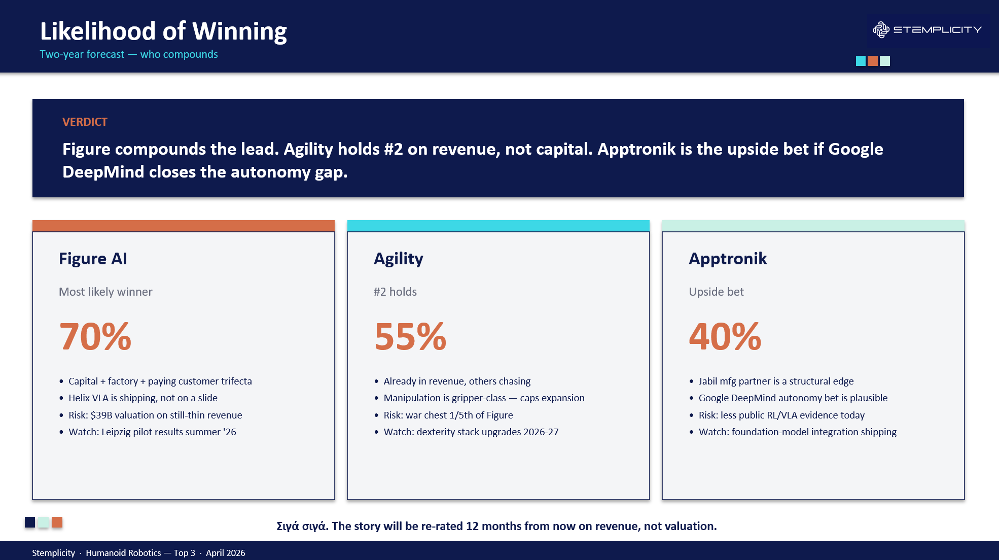 Likelihood of Winning
Two-year forecast — who compounds
STEMPLICITY
VERDICT
Figure compounds the lead. Agility holds #2 on revenue, not capital. Apptronik is the upside bet if Google
DeepMind closes the autonomy gap.
Figure AI
Most likely winner
70%
• Capital + factory + paying customer trifecta
• Helix VLA is shipping, not on a slide
• Risk: $39B valuation on still-thin revenue
• Watch: Leipzig pilot results summer '26
Agility
#2 holds
55%
• Already in revenue, others chasing
• Manipulation is gripper-class — caps expansion
• Risk: war chest 1/5th of Figure
• Watch: dexterity stack upgrades 2026-27
Apptronik
Upside bet
40%
• Jabil mfg partner is a structural edge
• Google DeepMind autonomy bet is plausible
• Risk: less public RL/VLA evidence today
• Watch: foundation-model integration shipping
Σιγά σιγά. The story will be re-rated 12 months from now on revenue, not valuation.
Stemplicity · Humanoid Robotics — Top 3 · April 2026